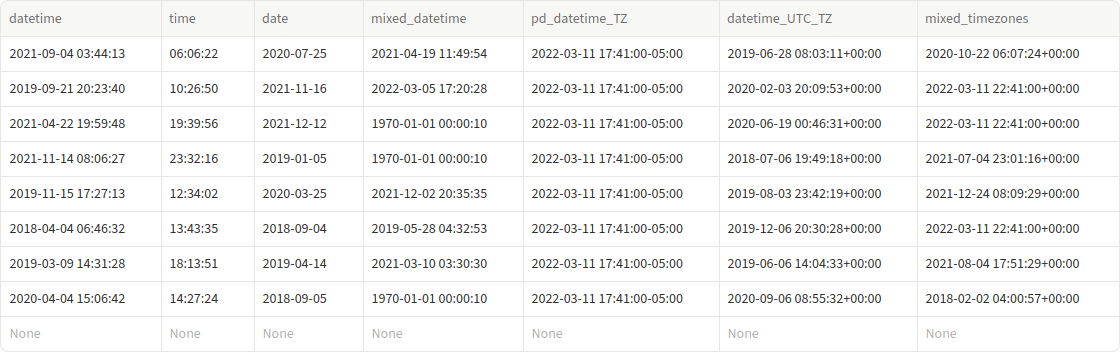 datetime time date mixed_datetime pd_datetime_TZ datetime_UTC_TZ mixed_timezones
2021-09-04 03:44:13 06:06:22 2020-07-25 2021-04-19 11:49:54 2022-03-11 17:41:00-05:00 2019-06-28 08:03:11+00:00 2020-10-22 06:07:24+00:00
2019-09-21 20:23:40 10:26:50 2021-11-16 2022-03-05 17:20:28 2022-03-11 17:41:00-05:00 2020-02-03 20:09:53+00:00 2022-03-11 22:41:00+00:00
2021-04-22 19:59:48 19:39:56 2021-12-12 1970-01-01 00:00:10 2022-03-11 17:41:00-05:00 2020-06-19 00:46:31+00:00 2022-03-11 22:41:00+00:00
2021-11-14 08:06:27 23:32:16 2019-01-05 1970-01-01 00:00:10 2022-03-11 17:41:00-05:00 2018-07-06 19:49:18+00:00 2021-07-04 23:01:16+00:00
2019-11-15 17:27:13 12:34:02 2020-03-25 2021-12-02 20:35:35 2022-03-11 17:41:00-05:00 2019-08-03 23:42:19+00:00 2021-12-24 08:09:29+00:00
2018-04-04 06:46:32 13:43:35 2018-09-04 2019-05-28 04:32:53 2022-03-11 17:41:00-05:00 2019-12-06 20:30:28+00:00 2022-03-11 22:41:00+00:00
2019-03-09 14:31:28 18:13:51 2019-04-14 2021-03-10 03:30:30 2022-03-11 17:41:00-05:00 2019-06-06 14:04:33+00:00 2021-08-04 17:51:29+00:00
2020-04-04 15:06:42 14:27:24 2018-09-05 1970-01-01 00:00:10 2022-03-11 17:41:00-05:00 2020-09-06 08:55:32+00:00 2018-02-02 04:00:57+00:00
None None None None None None None